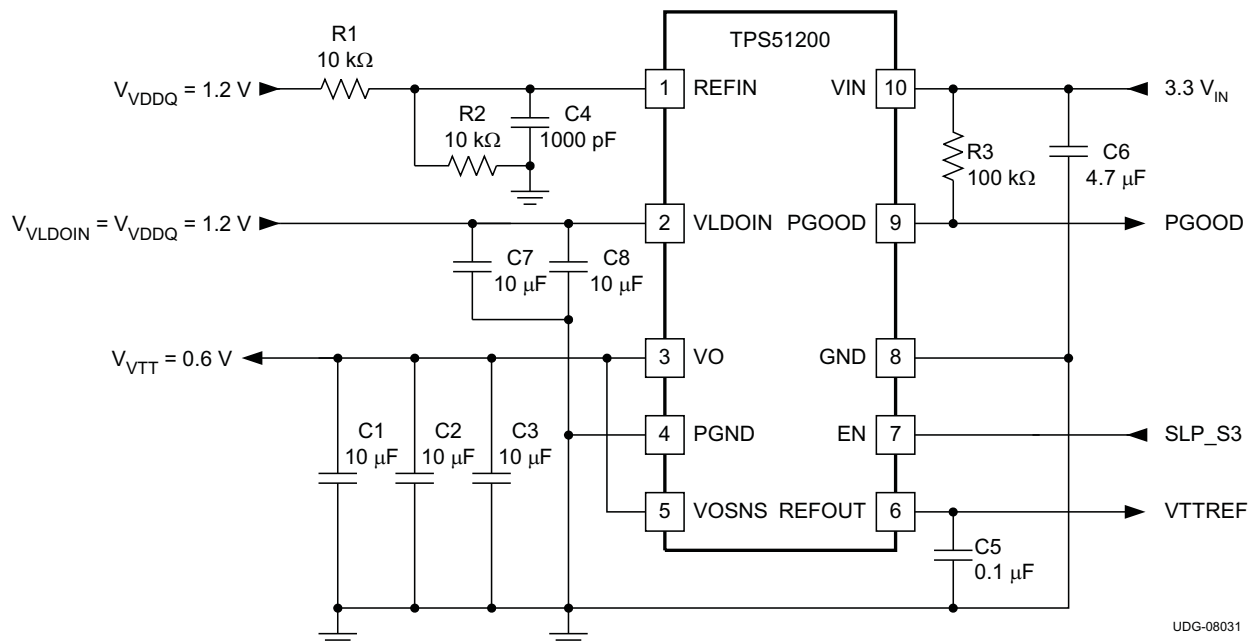 TPS51200
R1
10 kΩ
V_VDDQ = 1.2 V
1 REFIN
VIN 10
3.3 V_IN
R2
10 kΩ
C4
1000 pF
R3
100 kΩ
C6
4.7 μF
V_VLDOIN = V_VDDQ = 1.2 V
2 VLDOIN
PGOOD 9
PGOOD
C7
10 μF
C8
10 μF
V_VTT = 0.6 V
3 VO
GND 8
C1
10 μF
C2
10 μF
C3
10 μF
4 PGND
EN 7
SLP_S3
5 VOSNS
REFOUT 6
VTTREF
C5
0.1 μF
UDG-08031